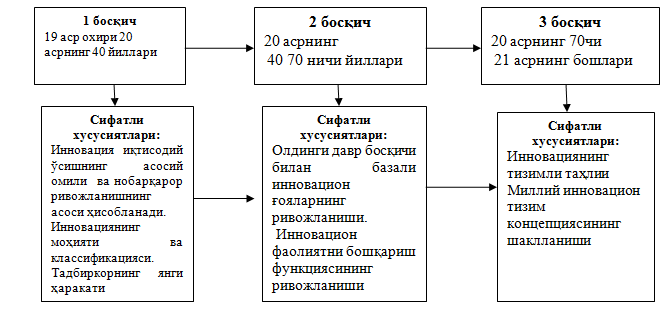 1 босқич
19 аср охири 20
асрнинг 40 йиллари
2 босқич
20 асрнинг
40 70 ничи йиллари
3 босқич
20 асрнинг 70чи
21 асрнинг бошлари
Сифатли
хусусиятлари:
Инновация иқтисодий
ўсишнинг асосий
омили ва нобарқарор
ривожланишнинг
асоси ҳисобланади.
Инновациянинг
моҳияти ва
классификацияси.
Тадбиркорнинг янги
ҳаракати
Сифатли
хусусиятлари:
Олдинги давр босқичи
билан базали
инновацион
ғояларнинг
ривожланиши.
Инновацион
фаолиятни бошқариш
функциясининг
ривожланиши
Сифатли
хусусиятлари:
Инновациянинг
тизимли таҳлии
Миллий инновацион
тизим
концепциясининг
шаклланиши